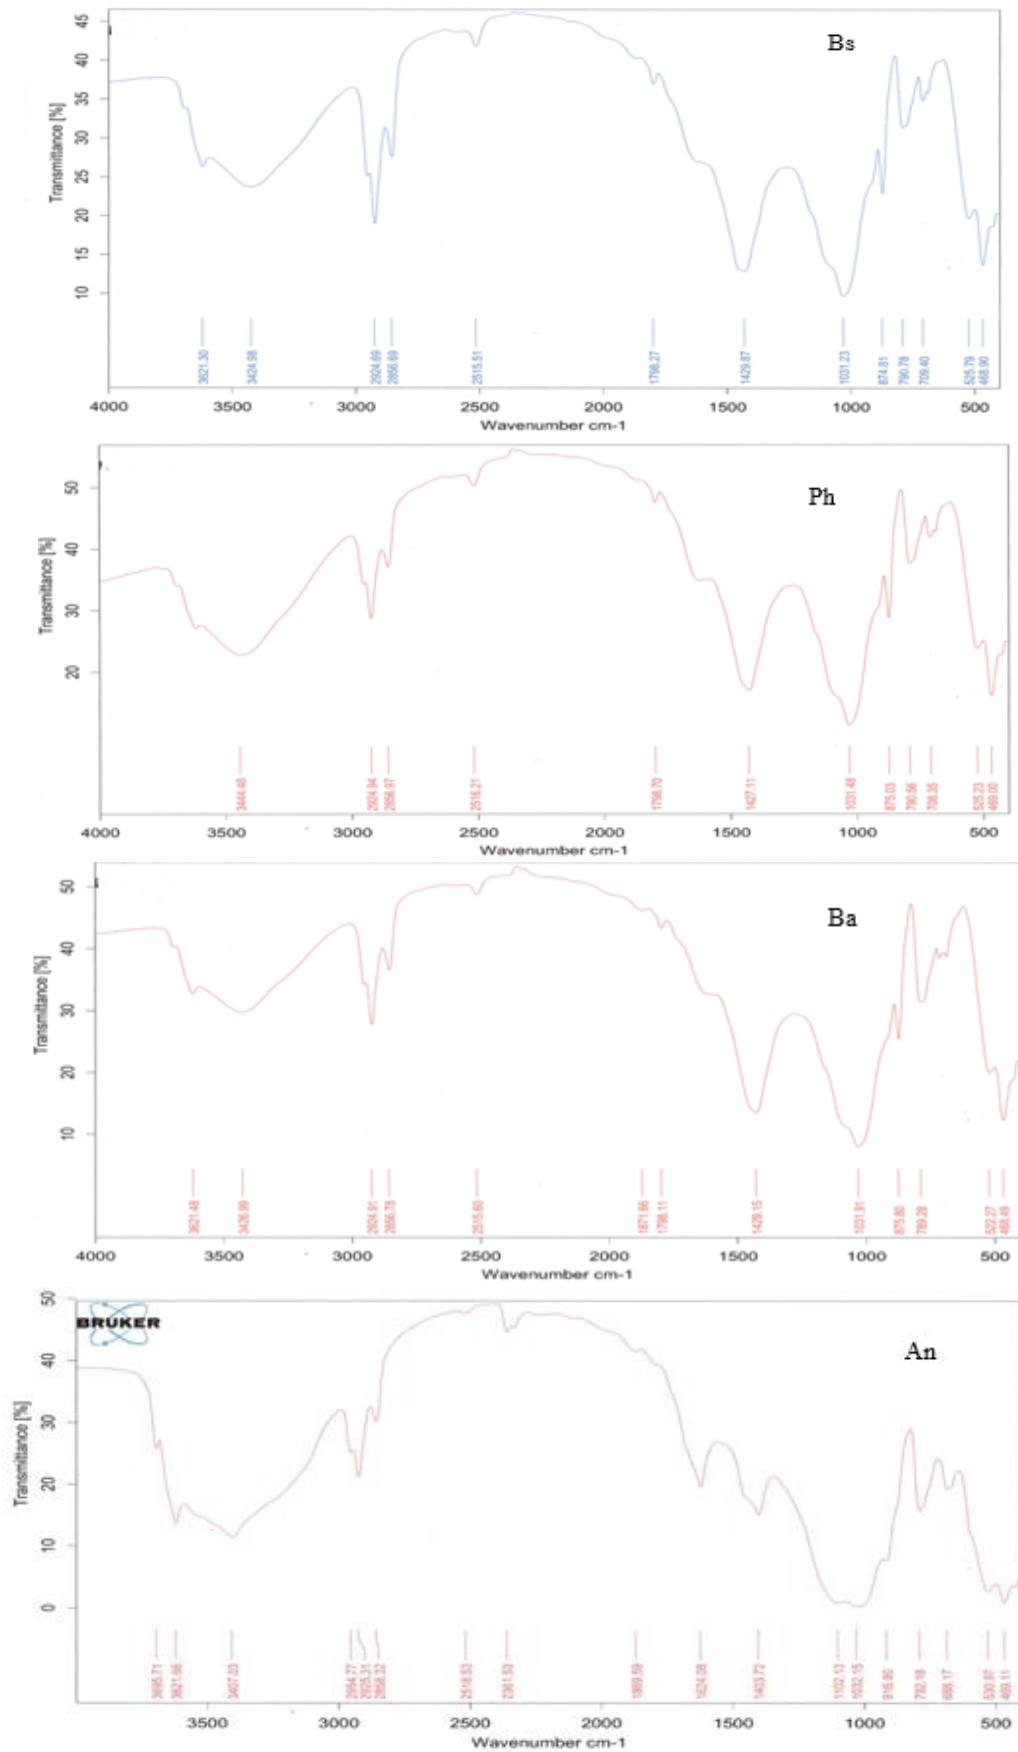 Bs
Transmittance [%]
45
40
35
30
25
20
15
10
3621.30 3424.98 2924.69 2856.69 2515.51 1798.27 1429.87 1031.23 874.81 790.78 709.40 525.79 468.90
4000 3500 3000 2500 2000 1500 1000 500
Wavenumber cm-1
Ph
Transmittance [%]
50
40
30
20
3444.48 2924.94 2856.97 2516.21 1798.70 1427.11 1031.48 875.03 790.56 708.35 525.23 469.00
4000 3500 3000 2500 2000 1500 1000 500
Wavenumber cm-1
Ba
Transmittance [%]
50
40
30
20
10
3621.48 3426.99 2924.91 2856.78 2515.60 1871.66 1798.11 1429.15 1031.91 875.80 789.28 522.27 468.49
4000 3500 3000 2500 2000 1500 1000 500
Wavenumber cm-1
BRUKER
An
Transmittance [%]
50
40
30
20
10
0
3695.71 3621.66 3407.03 2954.77 2925.31 2858.32 2518.53 2361.53 1869.59 1624.08 1403.72 1102.13 1032.15 916.90 792.18 688.17 530.87 469.11
3500 3000 2500 2000 1500 1000 500
Wavenumber cm-1